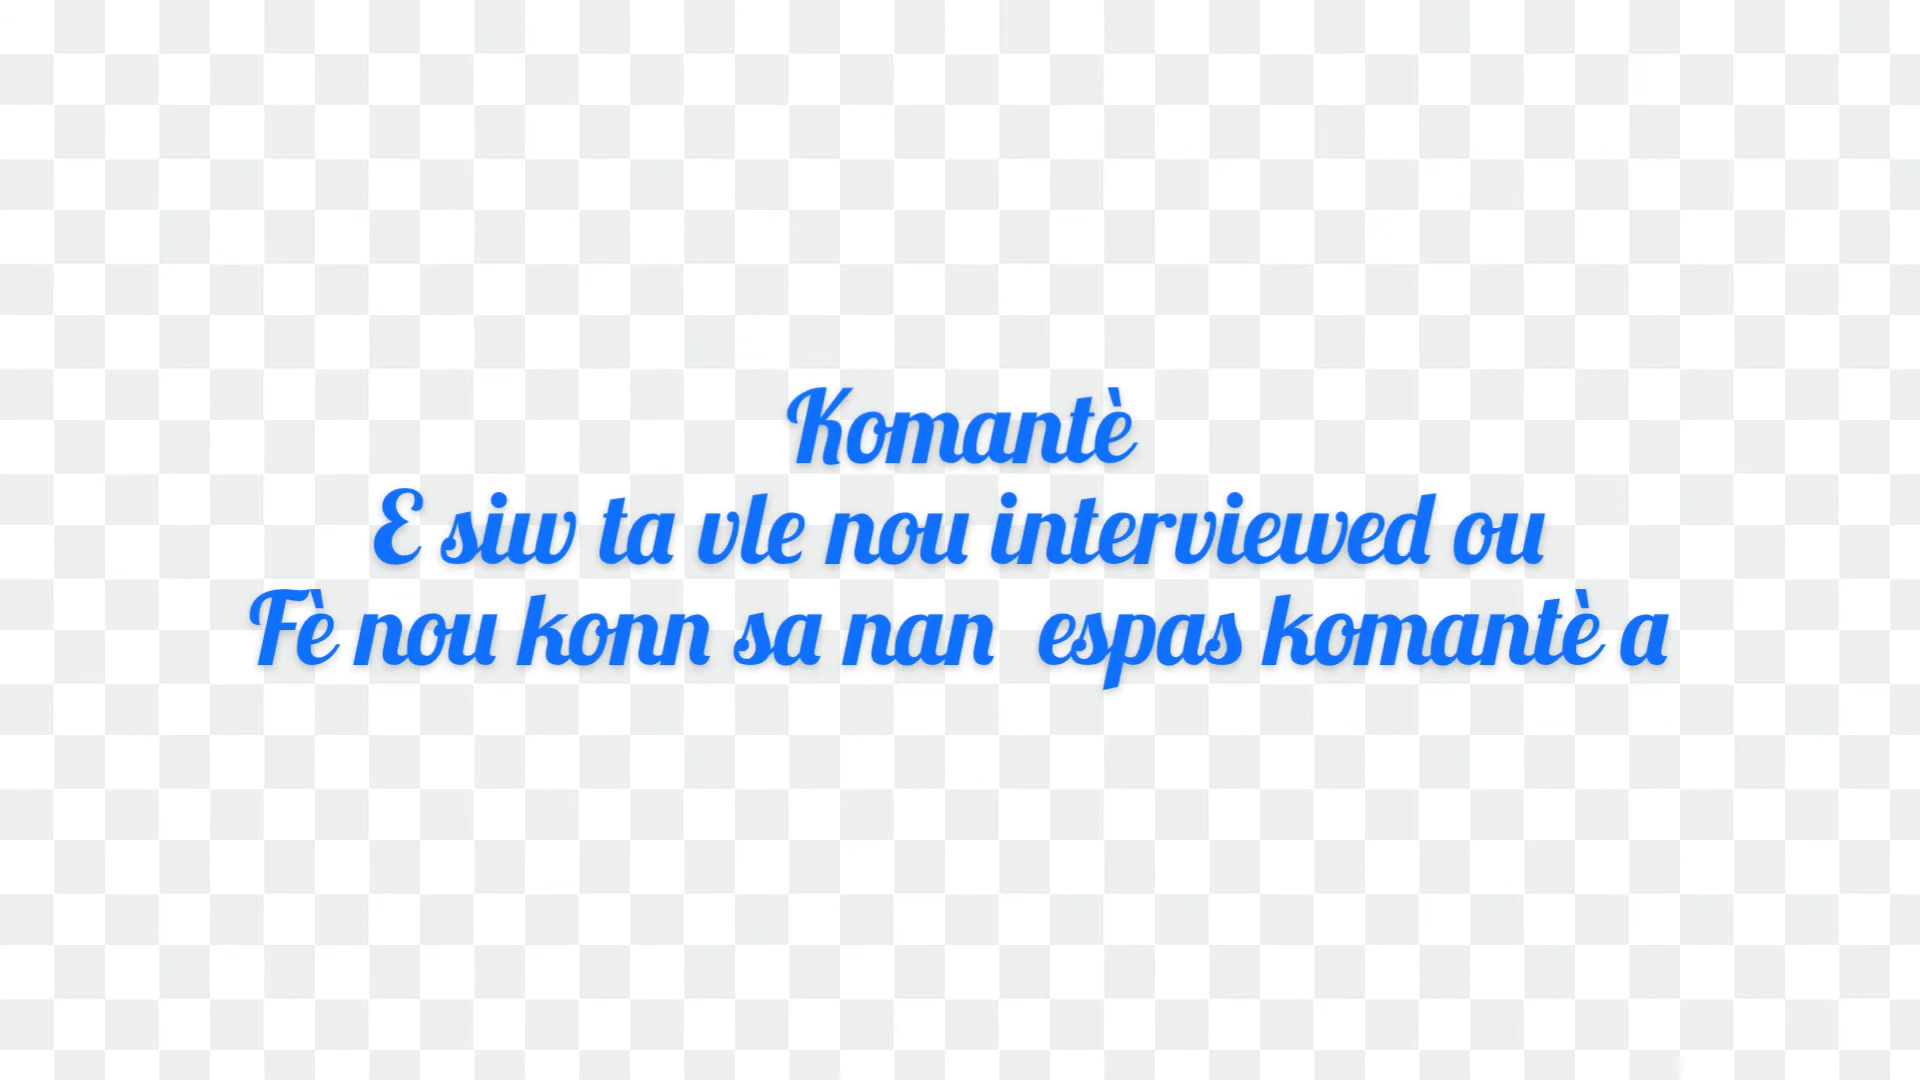 Komantè
E siw ta vle nou interviewed ou
Fè nou konn sa nan  espas komantè a